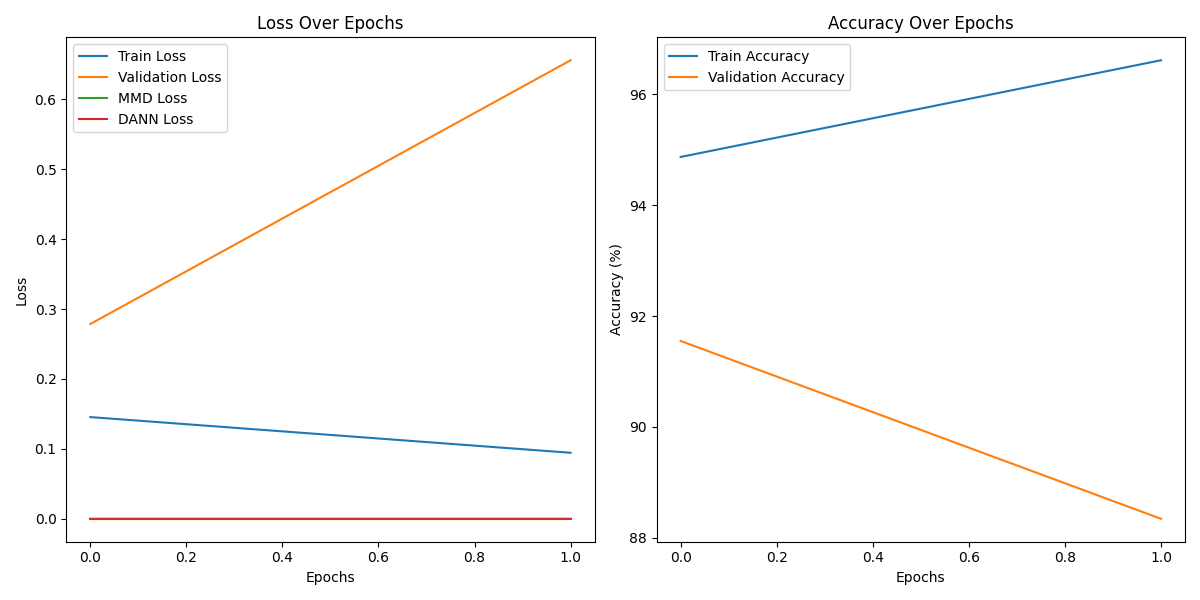 Loss Over Epochs
Train Loss
Validation Loss
MMD Loss
DANN Loss
0.6
0.5
0.4
0.3
0.2
0.1
0.0
Loss
0.0 0.2 0.4 0.6 0.8 1.0
Epochs
Accuracy Over Epochs
Train Accuracy
Validation Accuracy
96
94
92
90
88
Accuracy (%)
0.0 0.2 0.4 0.6 0.8 1.0
Epochs